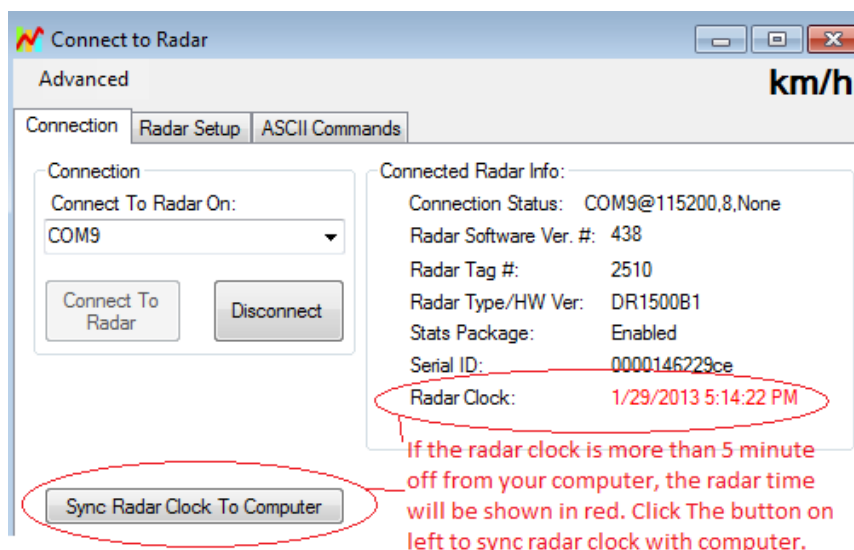 Connect to Radar
Advanced
km/h
Connection
Radar Setup
ASCII Commands
Connection
Connect To Radar On:
COM9
Connect To
Radar
Disconnect
Connected Radar Info:
Connection Status: COM9@115200,8,None
Radar Software Ver. #: 438
Radar Tag #: 2510
Radar Type/HW Ver: DR1500B1
Stats Package: Enabled
Serial ID: 0000146229ce
Radar Clock: 1/29/2013 5:14:22 PM
If the radar clock is more than 5 minute
off from your computer, the radar time
will be shown in red. Click The button on
left to sync radar clock with computer.
Sync Radar Clock To Computer